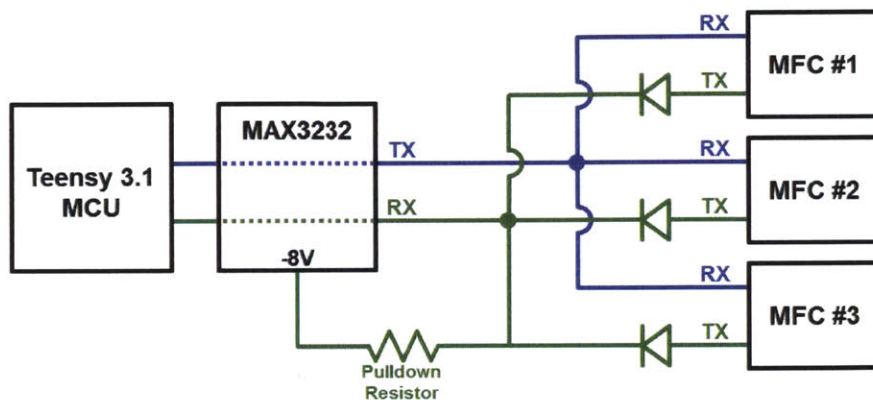 RX
MFC #1
TX
MAX3232
TX
RX
Teensy 3.1
MCU
MFC #2
RX
TX
-8V
RX
MFC #3
TX
Pulldown
Resistor